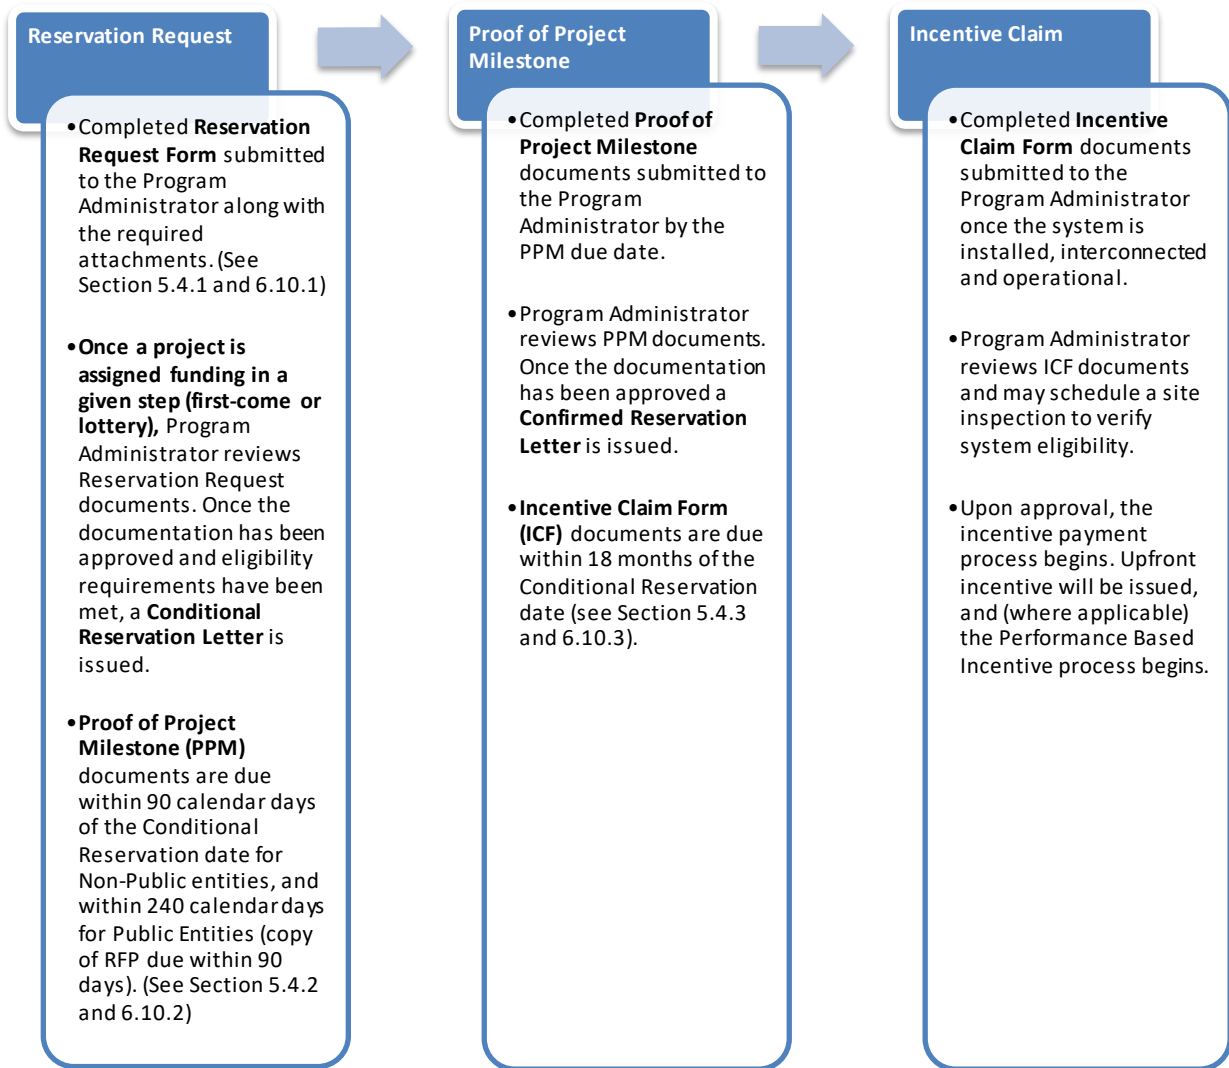 Reservation Request
•Completed Reservation
Request Form submitted
to the Program
Administrator along with
the required
attachments. (See
Section 5.4.1 and 6.10.1)
•Once a project is
assigned funding in a
given step (first-come or
lottery), Program
Administrator reviews
Reservation Request
documents. Once the
documentation has been
approved and eligibility
requirements have been
met, a Conditional
Reservation Letter is
issued.
•Proof of Project
Milestone (PPM)
documents are due
within 90 calendar days
of the Conditional
Reservation date for
Non-Public entities, and
within 240 calendar days
for Public Entities (copy
of RFP due within 90
days). (See Section 5.4.2
and 6.10.2)
Proof of Project
Milestone
•Completed Proof of
Project Milestone
documents submitted to
the Program
Administrator by the
PPM due date.
•Program Administrator
reviews PPM documents.
Once the documentation
has been approved a
Confirmed Reservation
Letter is issued.
•Incentive Claim Form
(ICF) documents are due
within 18 months of the
Conditional Reservation
date (see Section 5.4.3
and 6.10.3).
Incentive Claim
•Completed Incentive
Claim Form documents
submitted to the
Program Administrator
once the system is
installed, interconnected
and operational.
•Program Administrator
reviews ICF documents
and may schedule a site
inspection to verify
system eligibility.
•Upon approval, the
incentive payment
process begins. Upfront
incentive will be issued,
and (where applicable)
the Performance Based
Incentive process begins.